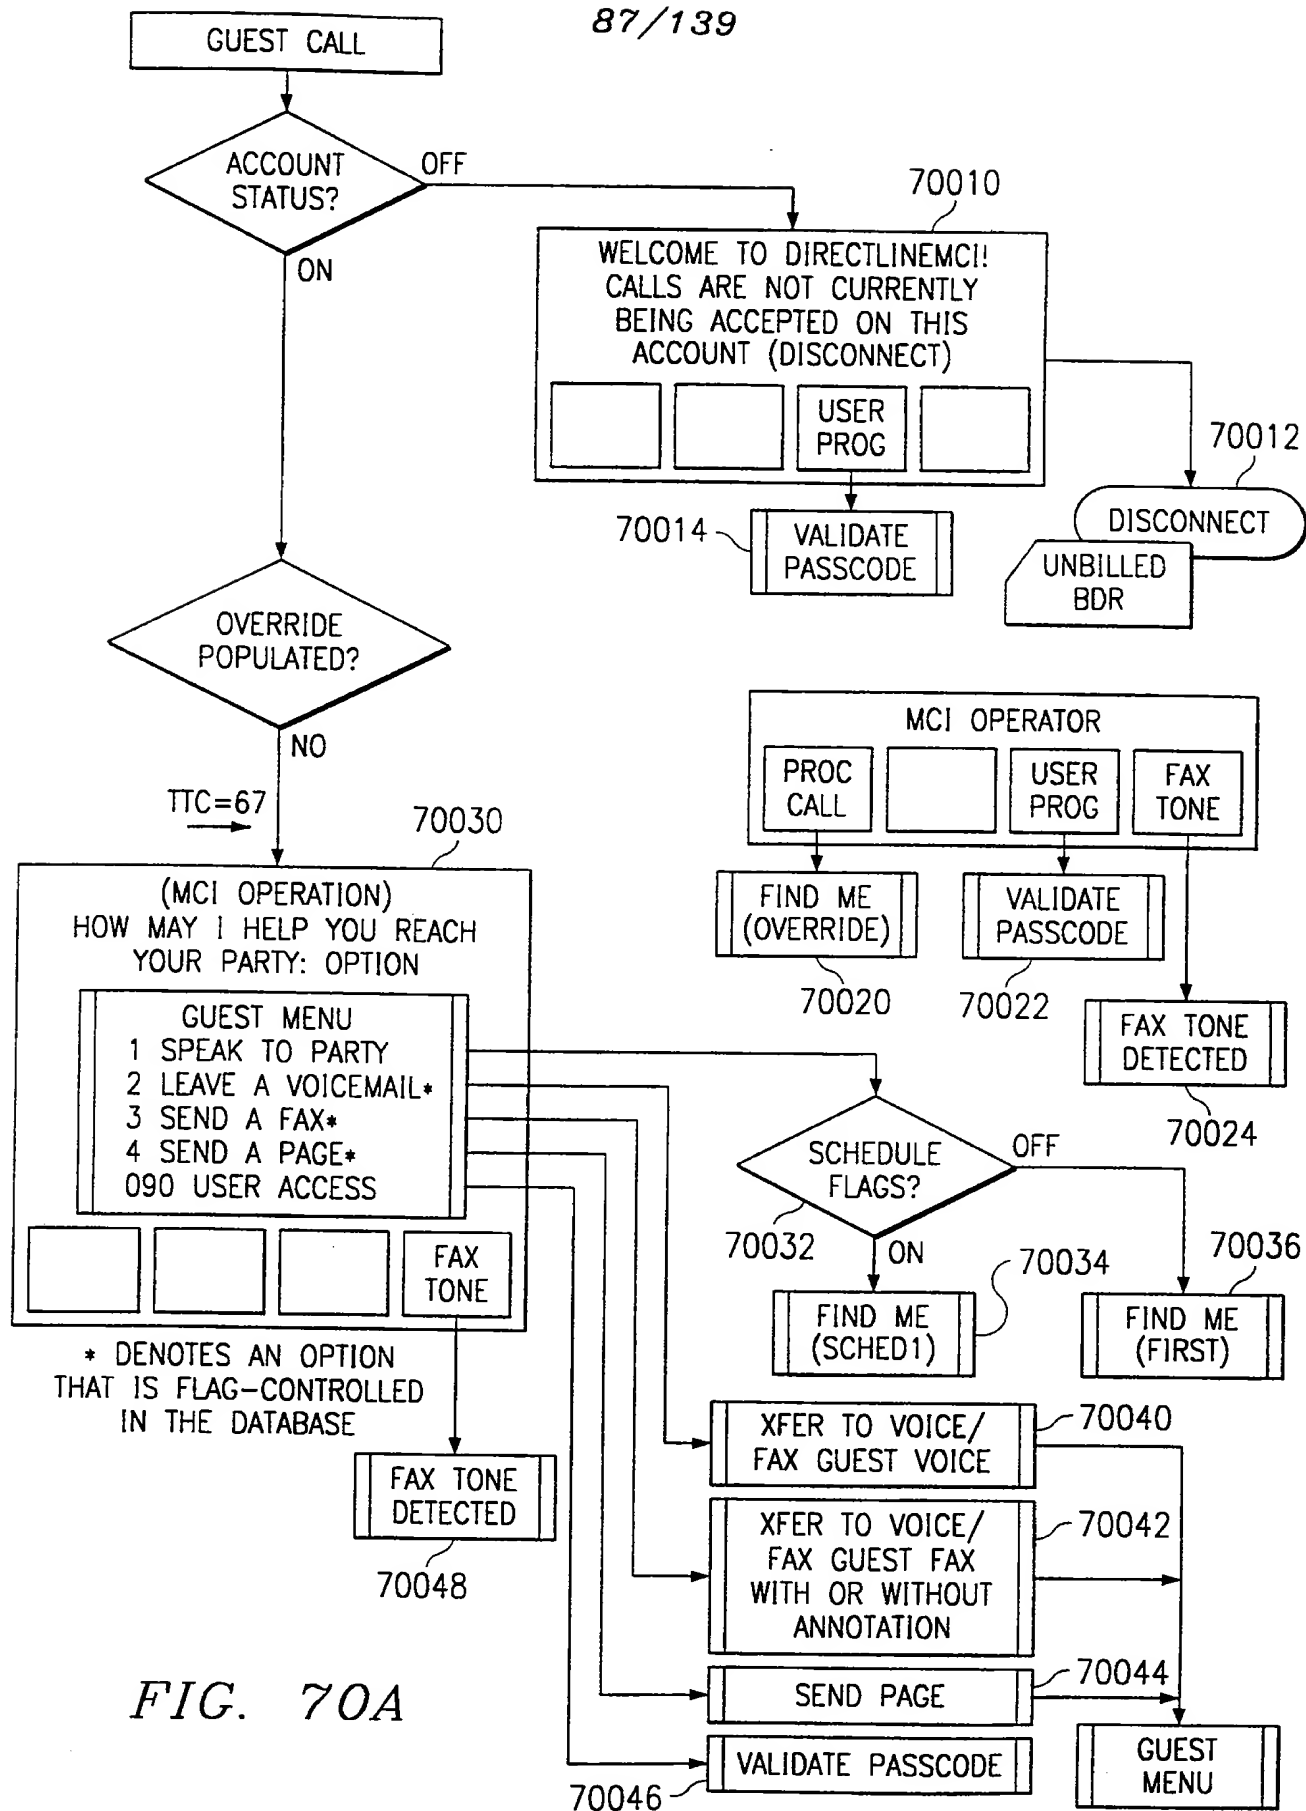 87/139
GUEST CALL
ACCOUNT
STATUS?
OFF
ON
70010
WELCOME TO DIRECTLINEMCI!
CALLS ARE NOT CURRENTLY
BEING ACCEPTED ON THIS
ACCOUNT (DISCONNECT)
USER
PROG
70012
DISCONNECT
UNBILLED
BDR
70014
VALIDATE
PASSCODE
OVERRIDE
POPULATED?
NO
TTC=67
MCI OPERATOR
PROC
CALL
USER
PROG
FAX
TONE
FIND ME
(OVERRIDE)
70020
VALIDATE
PASSCODE
70022
FAX TONE
DETECTED
70024
70030
(MCI OPERATION)
HOW MAY I HELP YOU REACH
YOUR PARTY: OPTION
GUEST MENU
1 SPEAK TO PARTY
2 LEAVE A VOICEMAIL*
3 SEND A FAX*
4 SEND A PAGE*
090 USER ACCESS
FAX
TONE
* DENOTES AN OPTION
THAT IS FLAG-CONTROLLED
IN THE DATABASE
FAX TONE
DETECTED
70048
SCHEDULE
FLAGS?
OFF
70032
ON
70034
FIND ME
(SCHED1)
70036
FIND ME
(FIRST)
XFER TO VOICE/
FAX GUEST VOICE
70040
XFER TO VOICE/
FAX GUEST FAX
WITH OR WITHOUT
ANNOTATION
70042
SEND PAGE
70044
VALIDATE PASSCODE
70046
GUEST
MENU
FIG. 70A